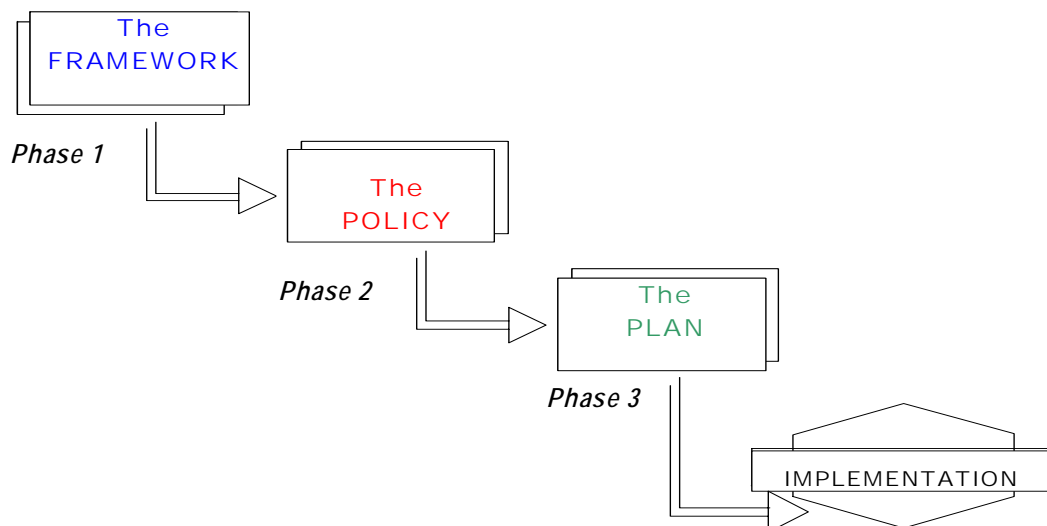 The
FRAMEWORK
Phase 1
The
POLICY
Phase 2
The
PLAN
Phase 3
IMPLEMENTATION